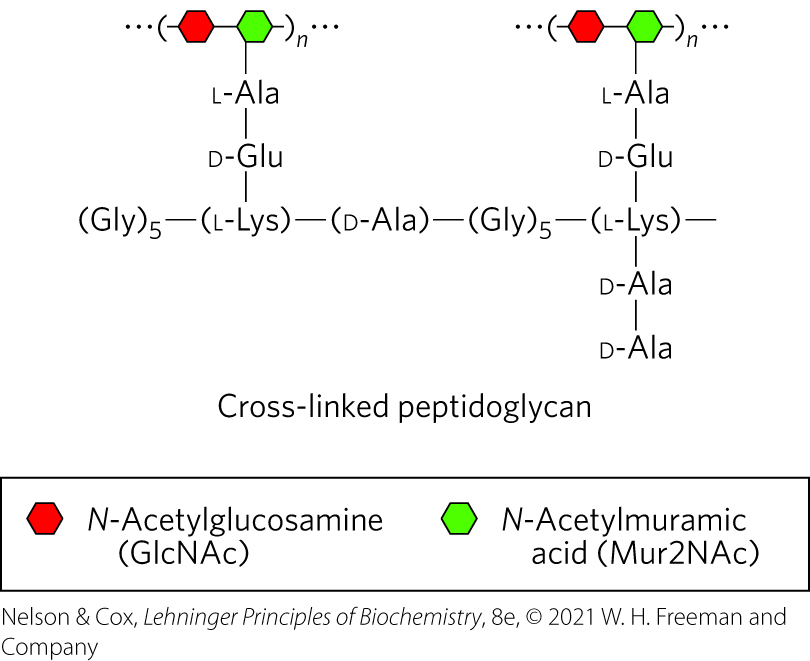 ···( )n··· ···( )n···
L-Ala L-Ala
D-Glu D-Glu
(Gly)5—(L-Lys)—(D-Ala)—(Gly)5—(L-Lys)—
D-Ala
D-Ala
Cross-linked peptidoglycan
N-Acetylglucosamine
(GlcNAc)
N-Acetylmuramic
acid (Mur2NAc)
Nelson & Cox, Lehninger Principles of Biochemistry, 8e, © 2021 W. H. Freeman and
Company